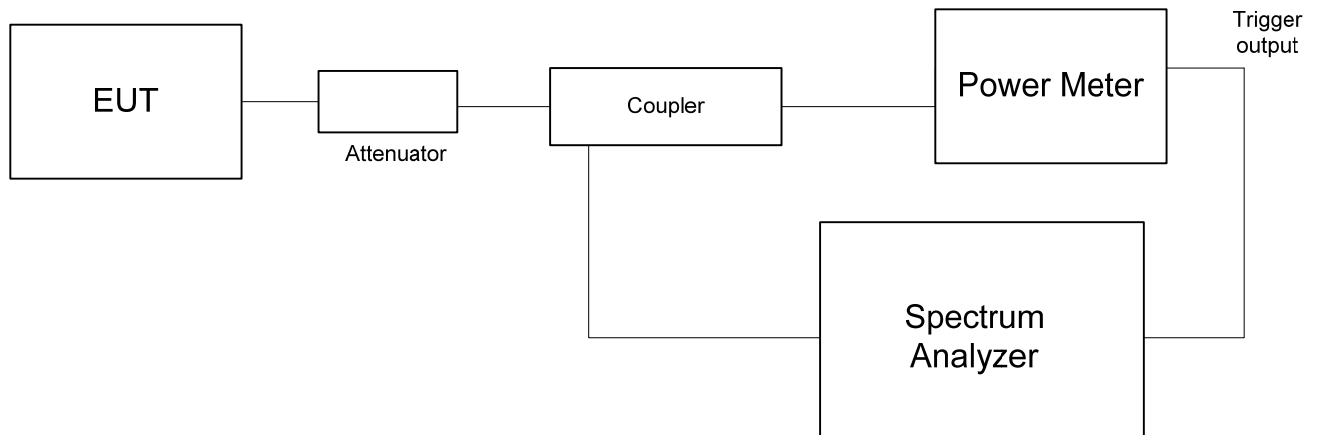 EUT
Attenuator
Coupler
Power Meter
Trigger
output
Spectrum
Analyzer